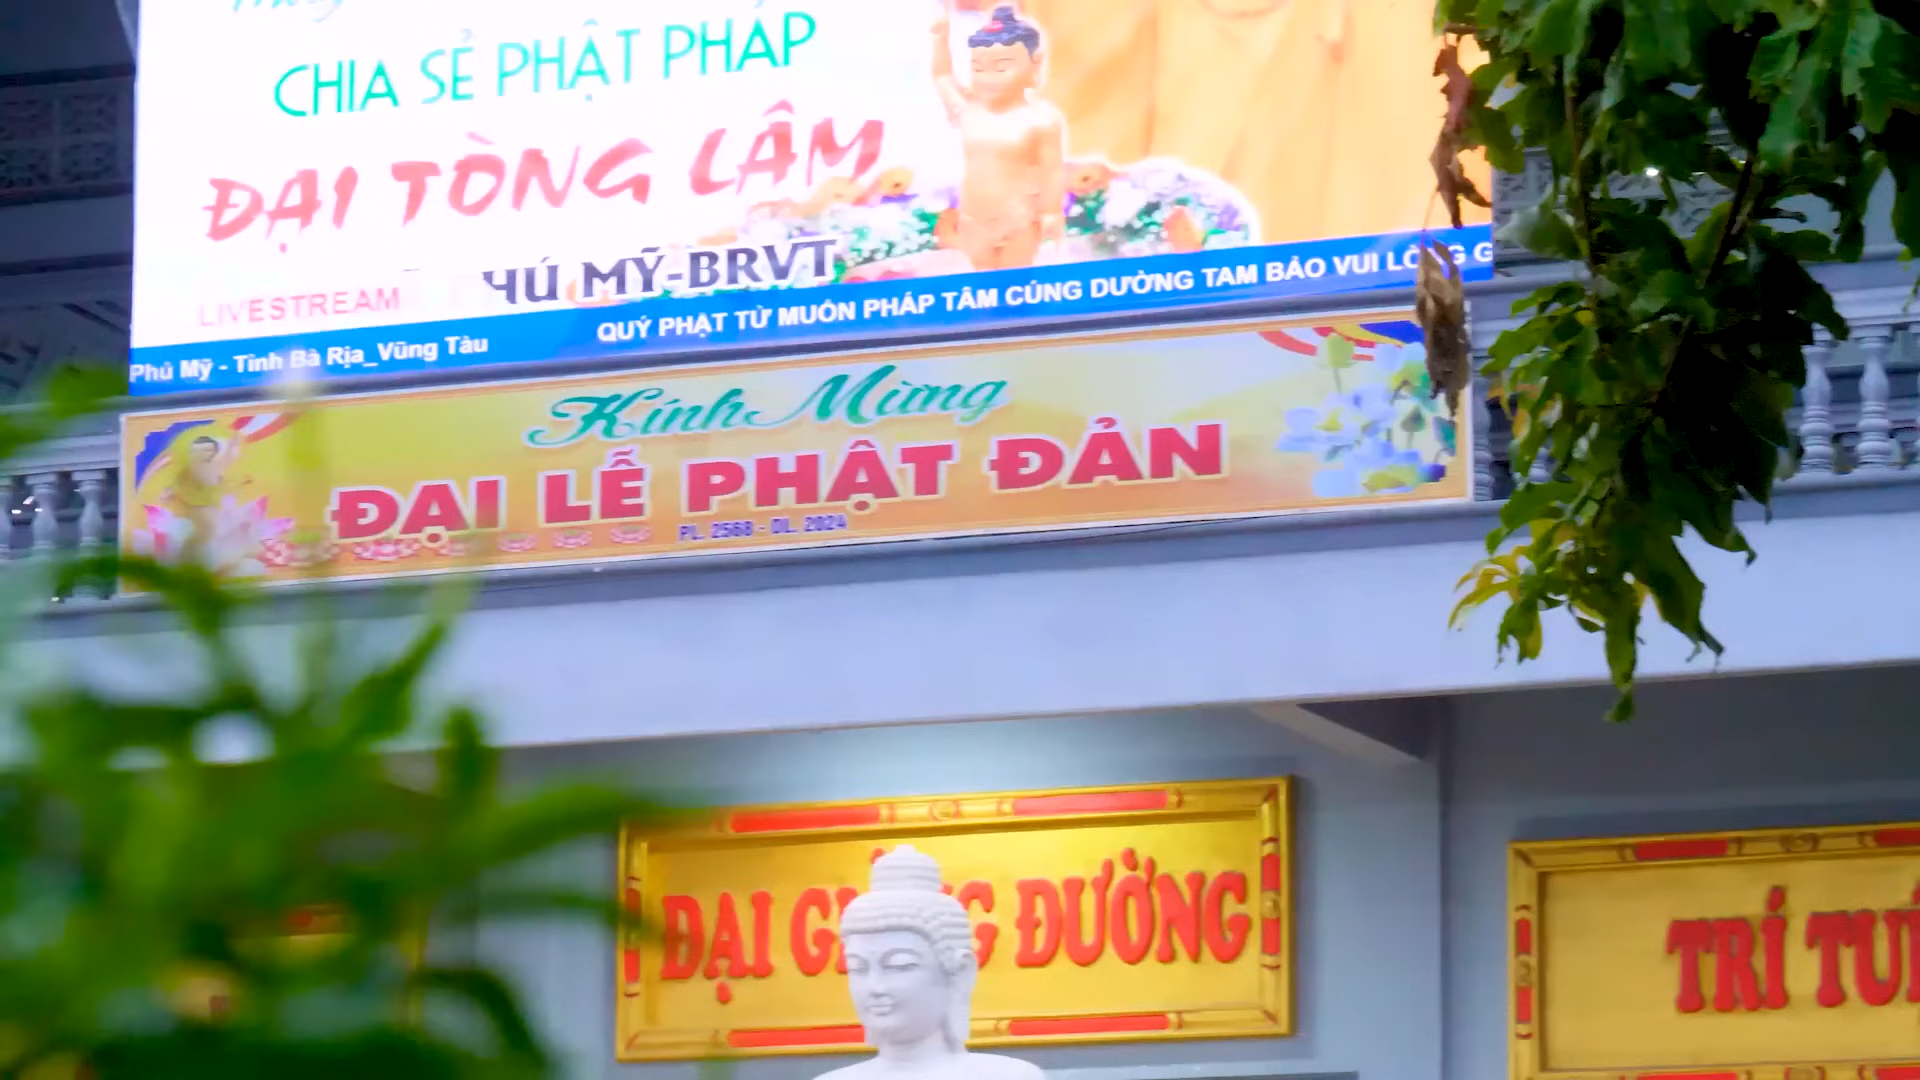 CHIA SẺ PHẬT PHÁP
ĐẠI TÒNG LÂM
HÚ MỸ-BRVT
LIVESTREAM
Phú Mỹ - Tỉnh Bà Rịa_Vũng Tàu
QUÝ PHẬT TỬ MUÔN PHÁP TÂM CÚNG DƯỜNG TAM BẢO VUI LÒNG G
Kính Mừng
ĐẠI LỄ PHẬT ĐẢN
PL. 2568 - DL. 2024
ĐẠI G G ĐƯỜNG
TRÍ TU